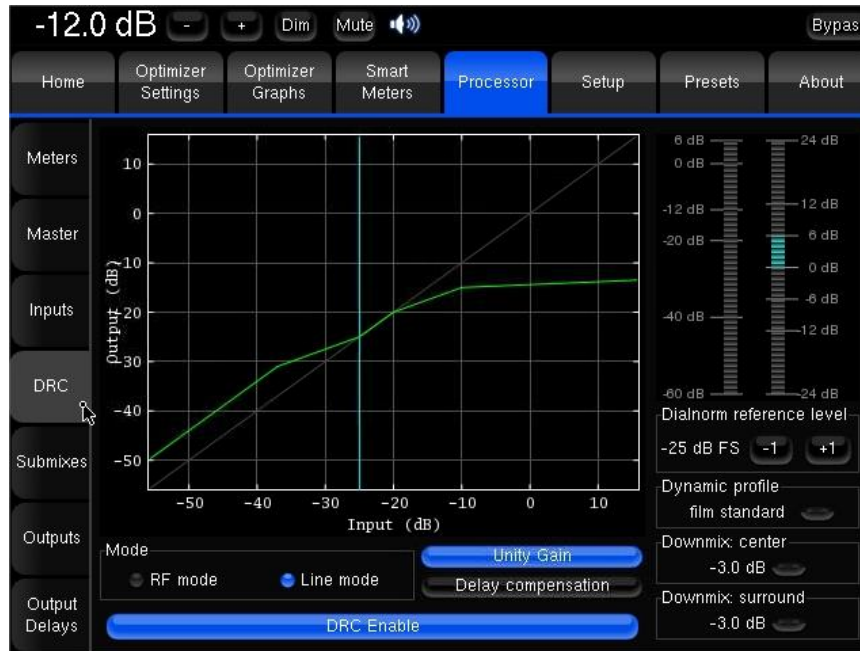 -12.0 dB - + Dim Mute Bypas
Home Optimizer Settings Optimizer Graphs Smart Meters Processor Setup Presets About
Meters
Master
Inputs
DRC
Submixes
Outputs
Output Delays
10
0
-10
-20
-30
-40
-50
Output (dB)
-50 -40 -30 -20 -10 0 10
Input (dB)
6 dB 24 dB
0 dB
-12 dB 12 dB
-20 dB 6 dB
0 dB
-6 dB
-40 dB -12 dB
-60 dB -24 dB
Dialnorm reference level
-25 dB FS -1 +1
Dynamic profile
film standard
Downmix: center
-3.0 dB
Downmix: surround
-3.0 dB
Mode
RF mode Line mode
Unity Gain
Delay compensation
DRC Enable